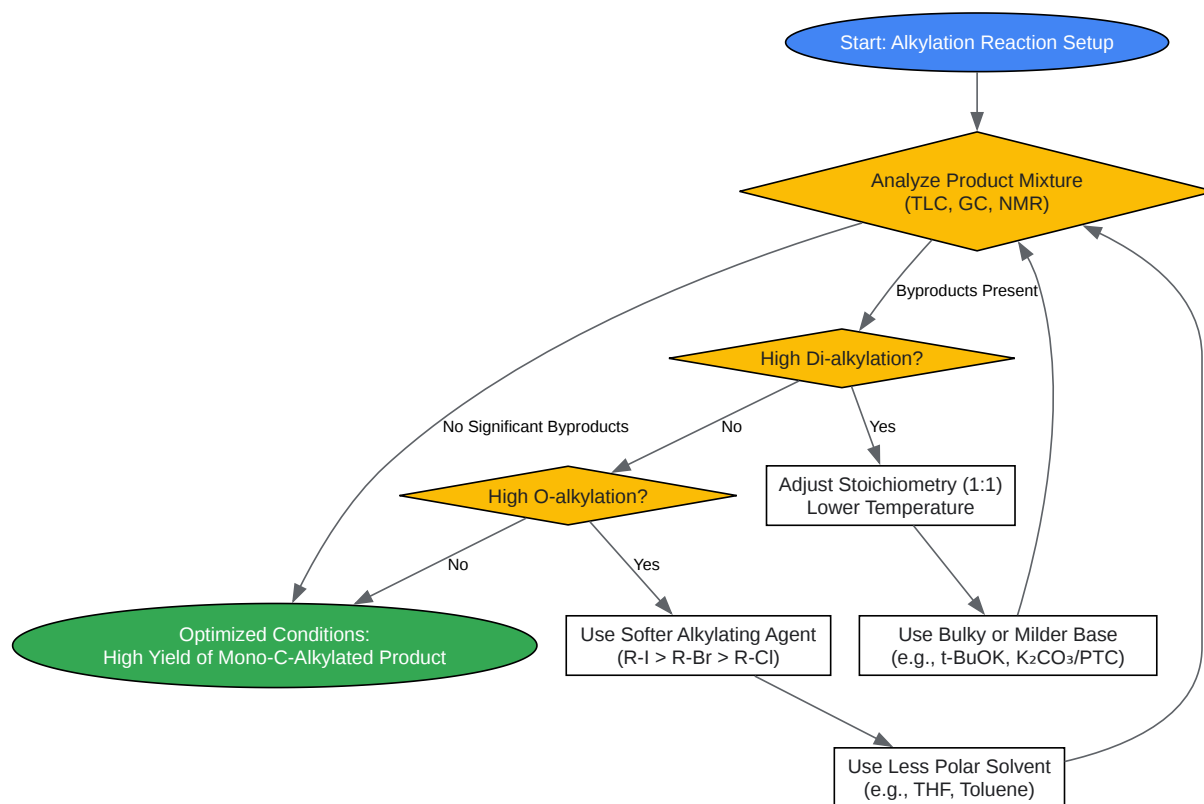 Start: Alkylation Reaction Setup
Analyze Product Mixture
(TLC, GC, NMR)
Byproducts Present
High Di-alkylation?
No Significant Byproducts
No
Yes
High O-alkylation?
Adjust Stoichiometry (1:1)
Lower Temperature
No
Yes
Optimized Conditions:
High Yield of Mono-C-Alkylated Product
Use Softer Alkylating Agent
(R-I > R-Br > R-Cl)
Use Bulky or Milder Base
(e.g., t-BuOK, K₂CO₃/PTC)
Use Less Polar Solvent
(e.g., THF, Toluene)